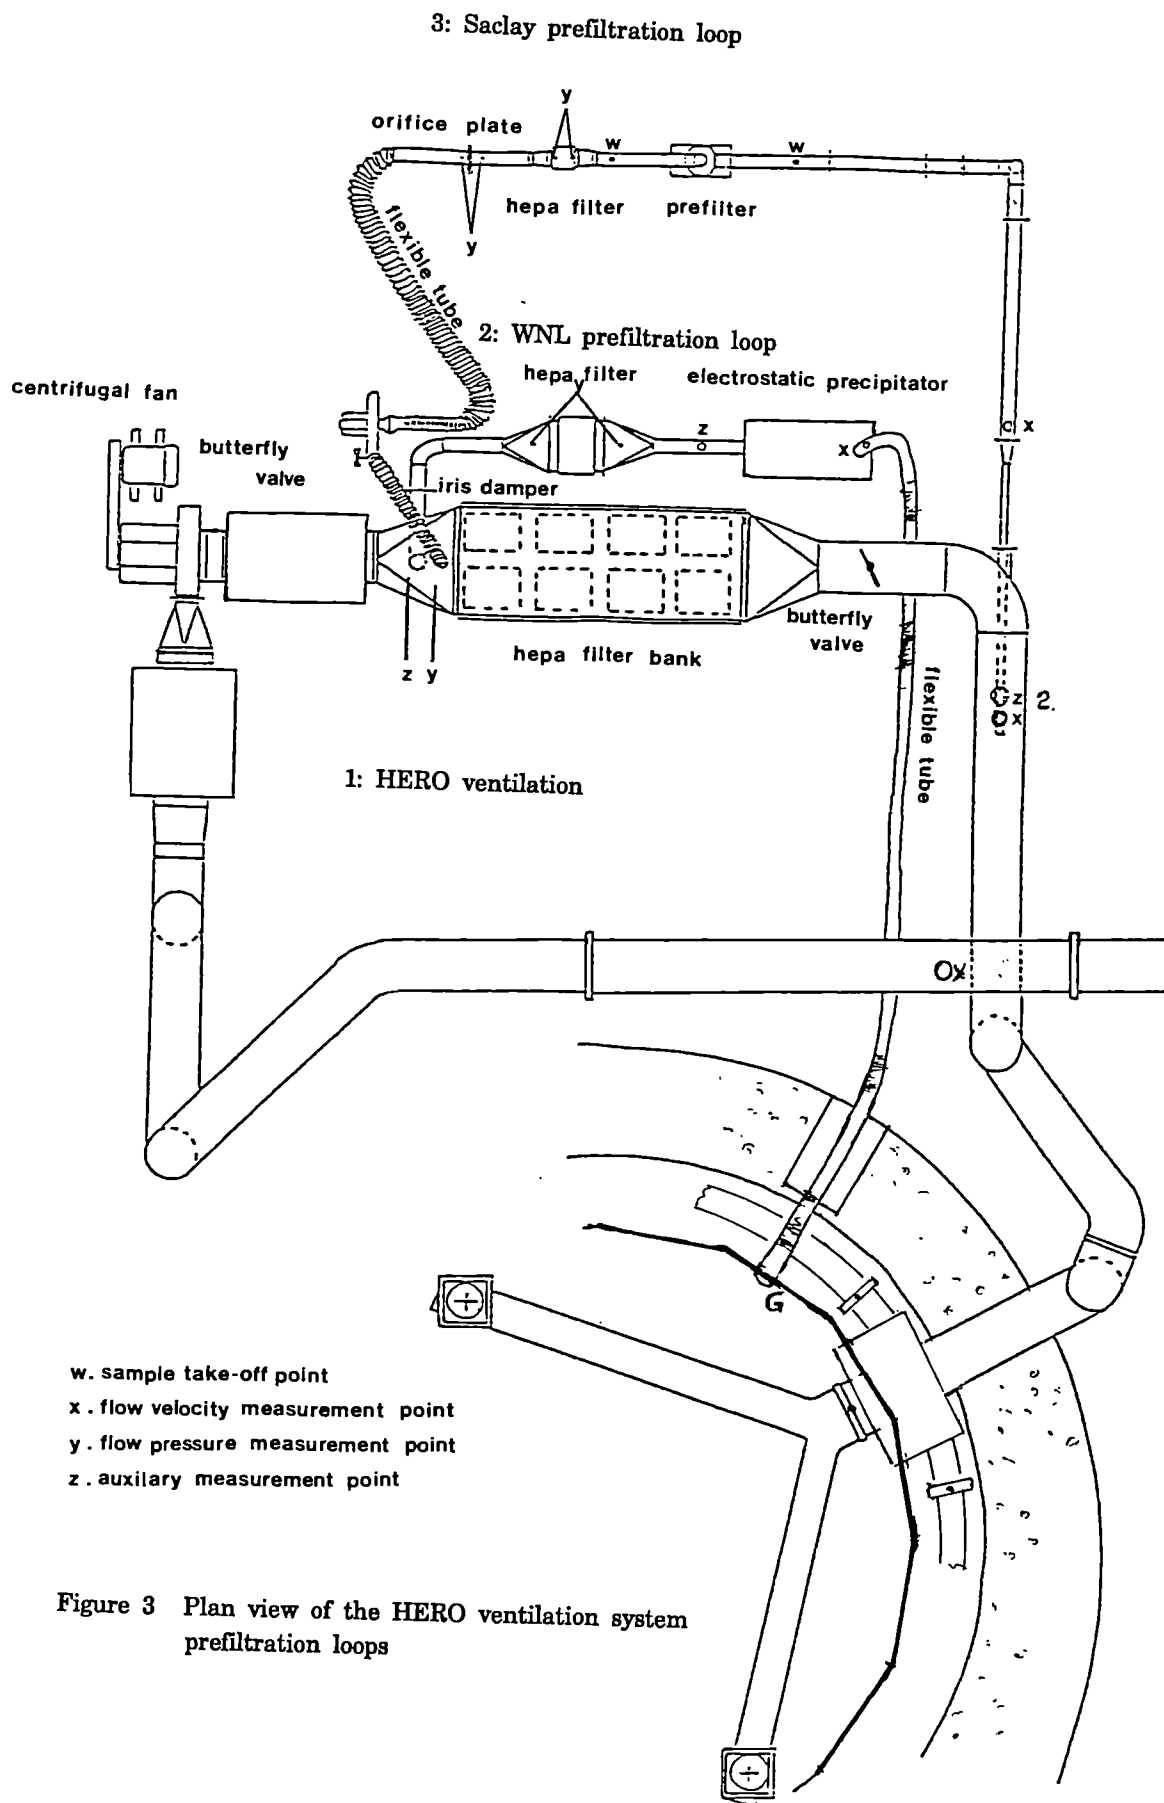 3: Saclay prefiltration loop
y
orifice plate
w
w
hepa filter
prefilter
y
flexible tube
2: WNL prefiltration loop
hepa filter
y
electrostatic precipitator
centrifugal fan
z
x
x
butterfly
valve
iris damper
butterfly
valve
hepa filter bank
z y
flexible tube
z
x
2.
1: HERO ventilation
OX
G
w. sample take-off point
x . flow velocity measurement point
y . flow pressure measurement point
z . auxilary measurement point
Figure 3 Plan view of the HERO ventilation system
prefiltration loops